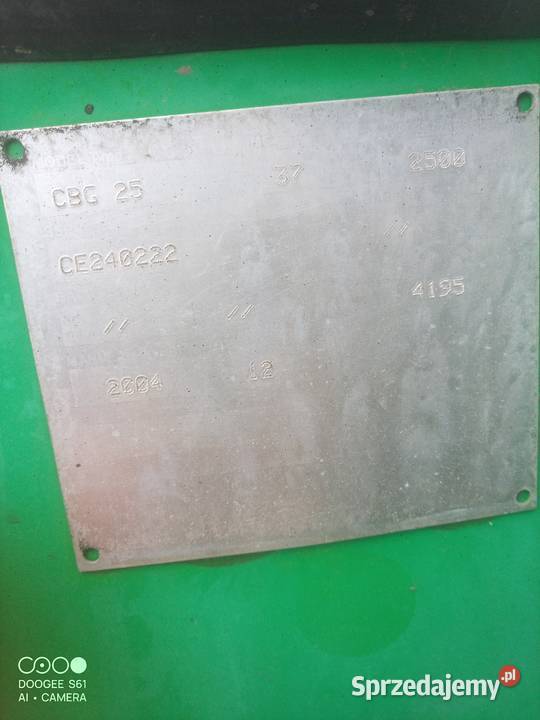 CBG 25 37 2500
CE240222 //
// // 4195
2004 12
DOOGEE S61
AI • CAMERA
Sprzedajemy.pl